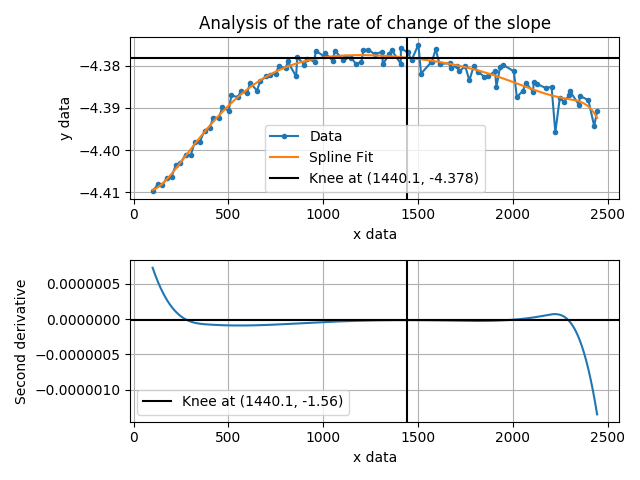 Analysis of the rate of change of the slope
−4.38
−4.39
−4.40
−4.41
y data
Data
Spline Fit
Knee at (1440.1, -4.378)
0 500 1000 1500 2000 2500
x data
0.0000005
0.0000000
−0.0000005
−0.0000010
Second derivative
Knee at (1440.1, -1.56)
0 500 1000 1500 2000 2500
x data